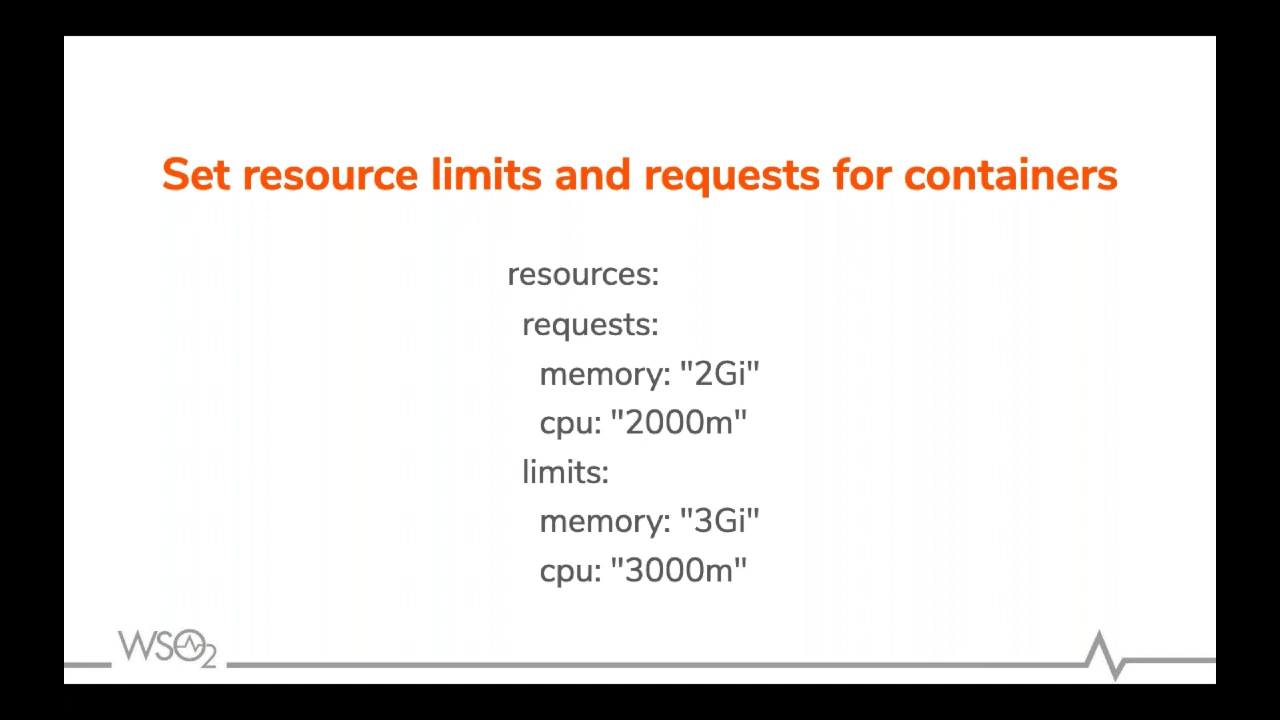 Set resource limits and requests for containers
resources:
requests:
memory: "2Gi"
cpu: "2000m"
limits:
memory: "3Gi"
cpu: "3000m"
WSO2